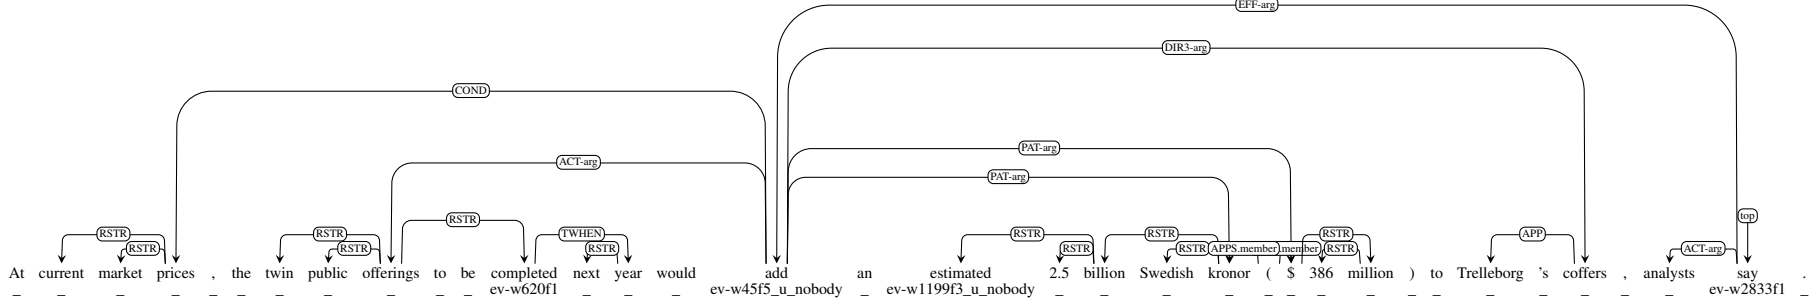 EFF-arg
DIR3-arg
COND
PAT-arg
ACT-arg
PAT-arg
top
RSTR
RSTR RSTR TWHEN RSTR RSTR RSTR APP
RSTR RSTR RSTR RSTR RSTR APPS.member .member RSTR ACT-arg
At current market prices , the twin public offerings to be completed next year would add an estimated 2.5 billion Swedish kronor ( $ 386 million ) to Trelleborg 's coffers , analysts say .
_ _ _ _ _ _ _ _ _ _ _ ev-w620f1 _ _ _ ev-w45f5_u_nobody _ ev-w1199f3_u_nobody _ _ _ _ _ _ _ _ _ _ _ _ _ _ _ ev-w2833f1 _